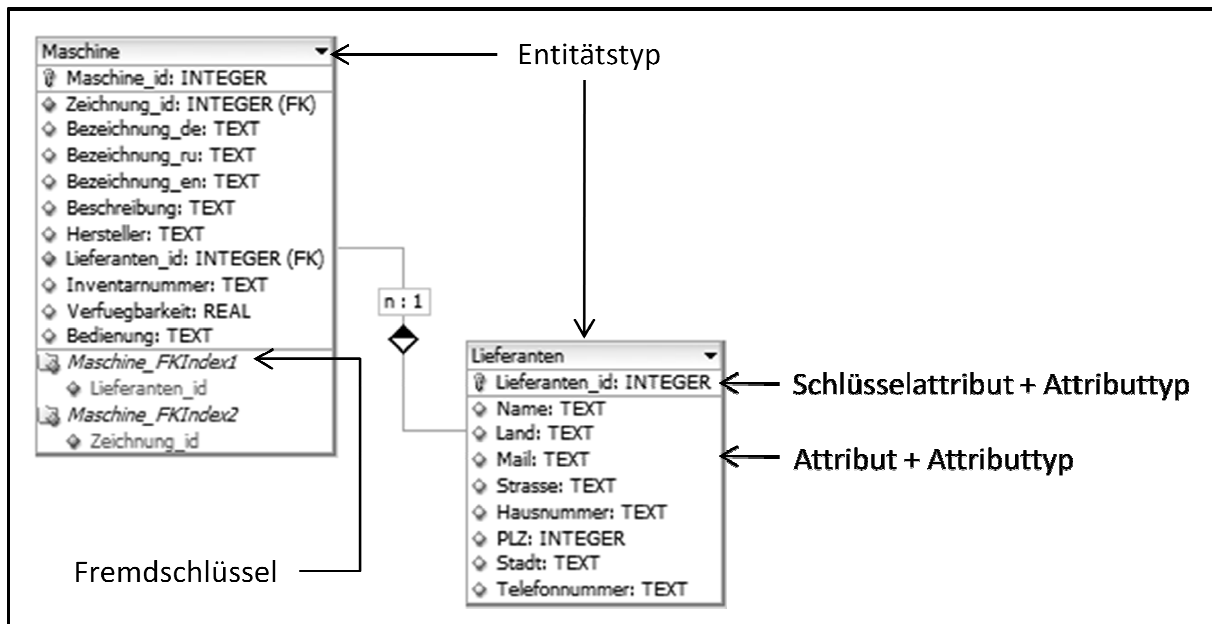 Entitätstyp
Maschine
Maschine_id: INTEGER
Zeichnung_id: INTEGER (FK)
Bezeichnung_de: TEXT
Bezeichnung_ru: TEXT
Bezeichnung_en: TEXT
Beschreibung: TEXT
Hersteller: TEXT
Lieferanten_id: INTEGER (FK)
Inventarnummer: TEXT
Verfuegbarkeit: REAL
Bedienung: TEXT
Maschine_FKIndex1
Lieferanten_id
Maschine_FKIndex2
Zeichnung_id
n : 1
Lieferanten
Lieferanten_id: INTEGER
Name: TEXT
Land: TEXT
Mail: TEXT
Strasse: TEXT
Hausnummer: TEXT
PLZ: INTEGER
Stadt: TEXT
Telefonnummer: TEXT
Schlüsselattribut + Attributtyp
Attribut + Attributtyp
Fremdschlüssel